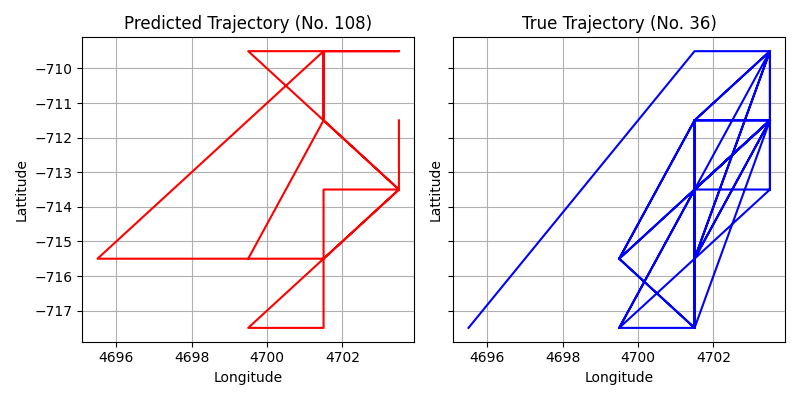 Predicted Trajectory (No. 108)
True Trajectory (No. 36)
Lattitude
−710
−711
−712
−713
−714
−715
−716
−717
4696
4698
4700
4702
Longitude
Lattitude
4696
4698
4700
4702
Longitude